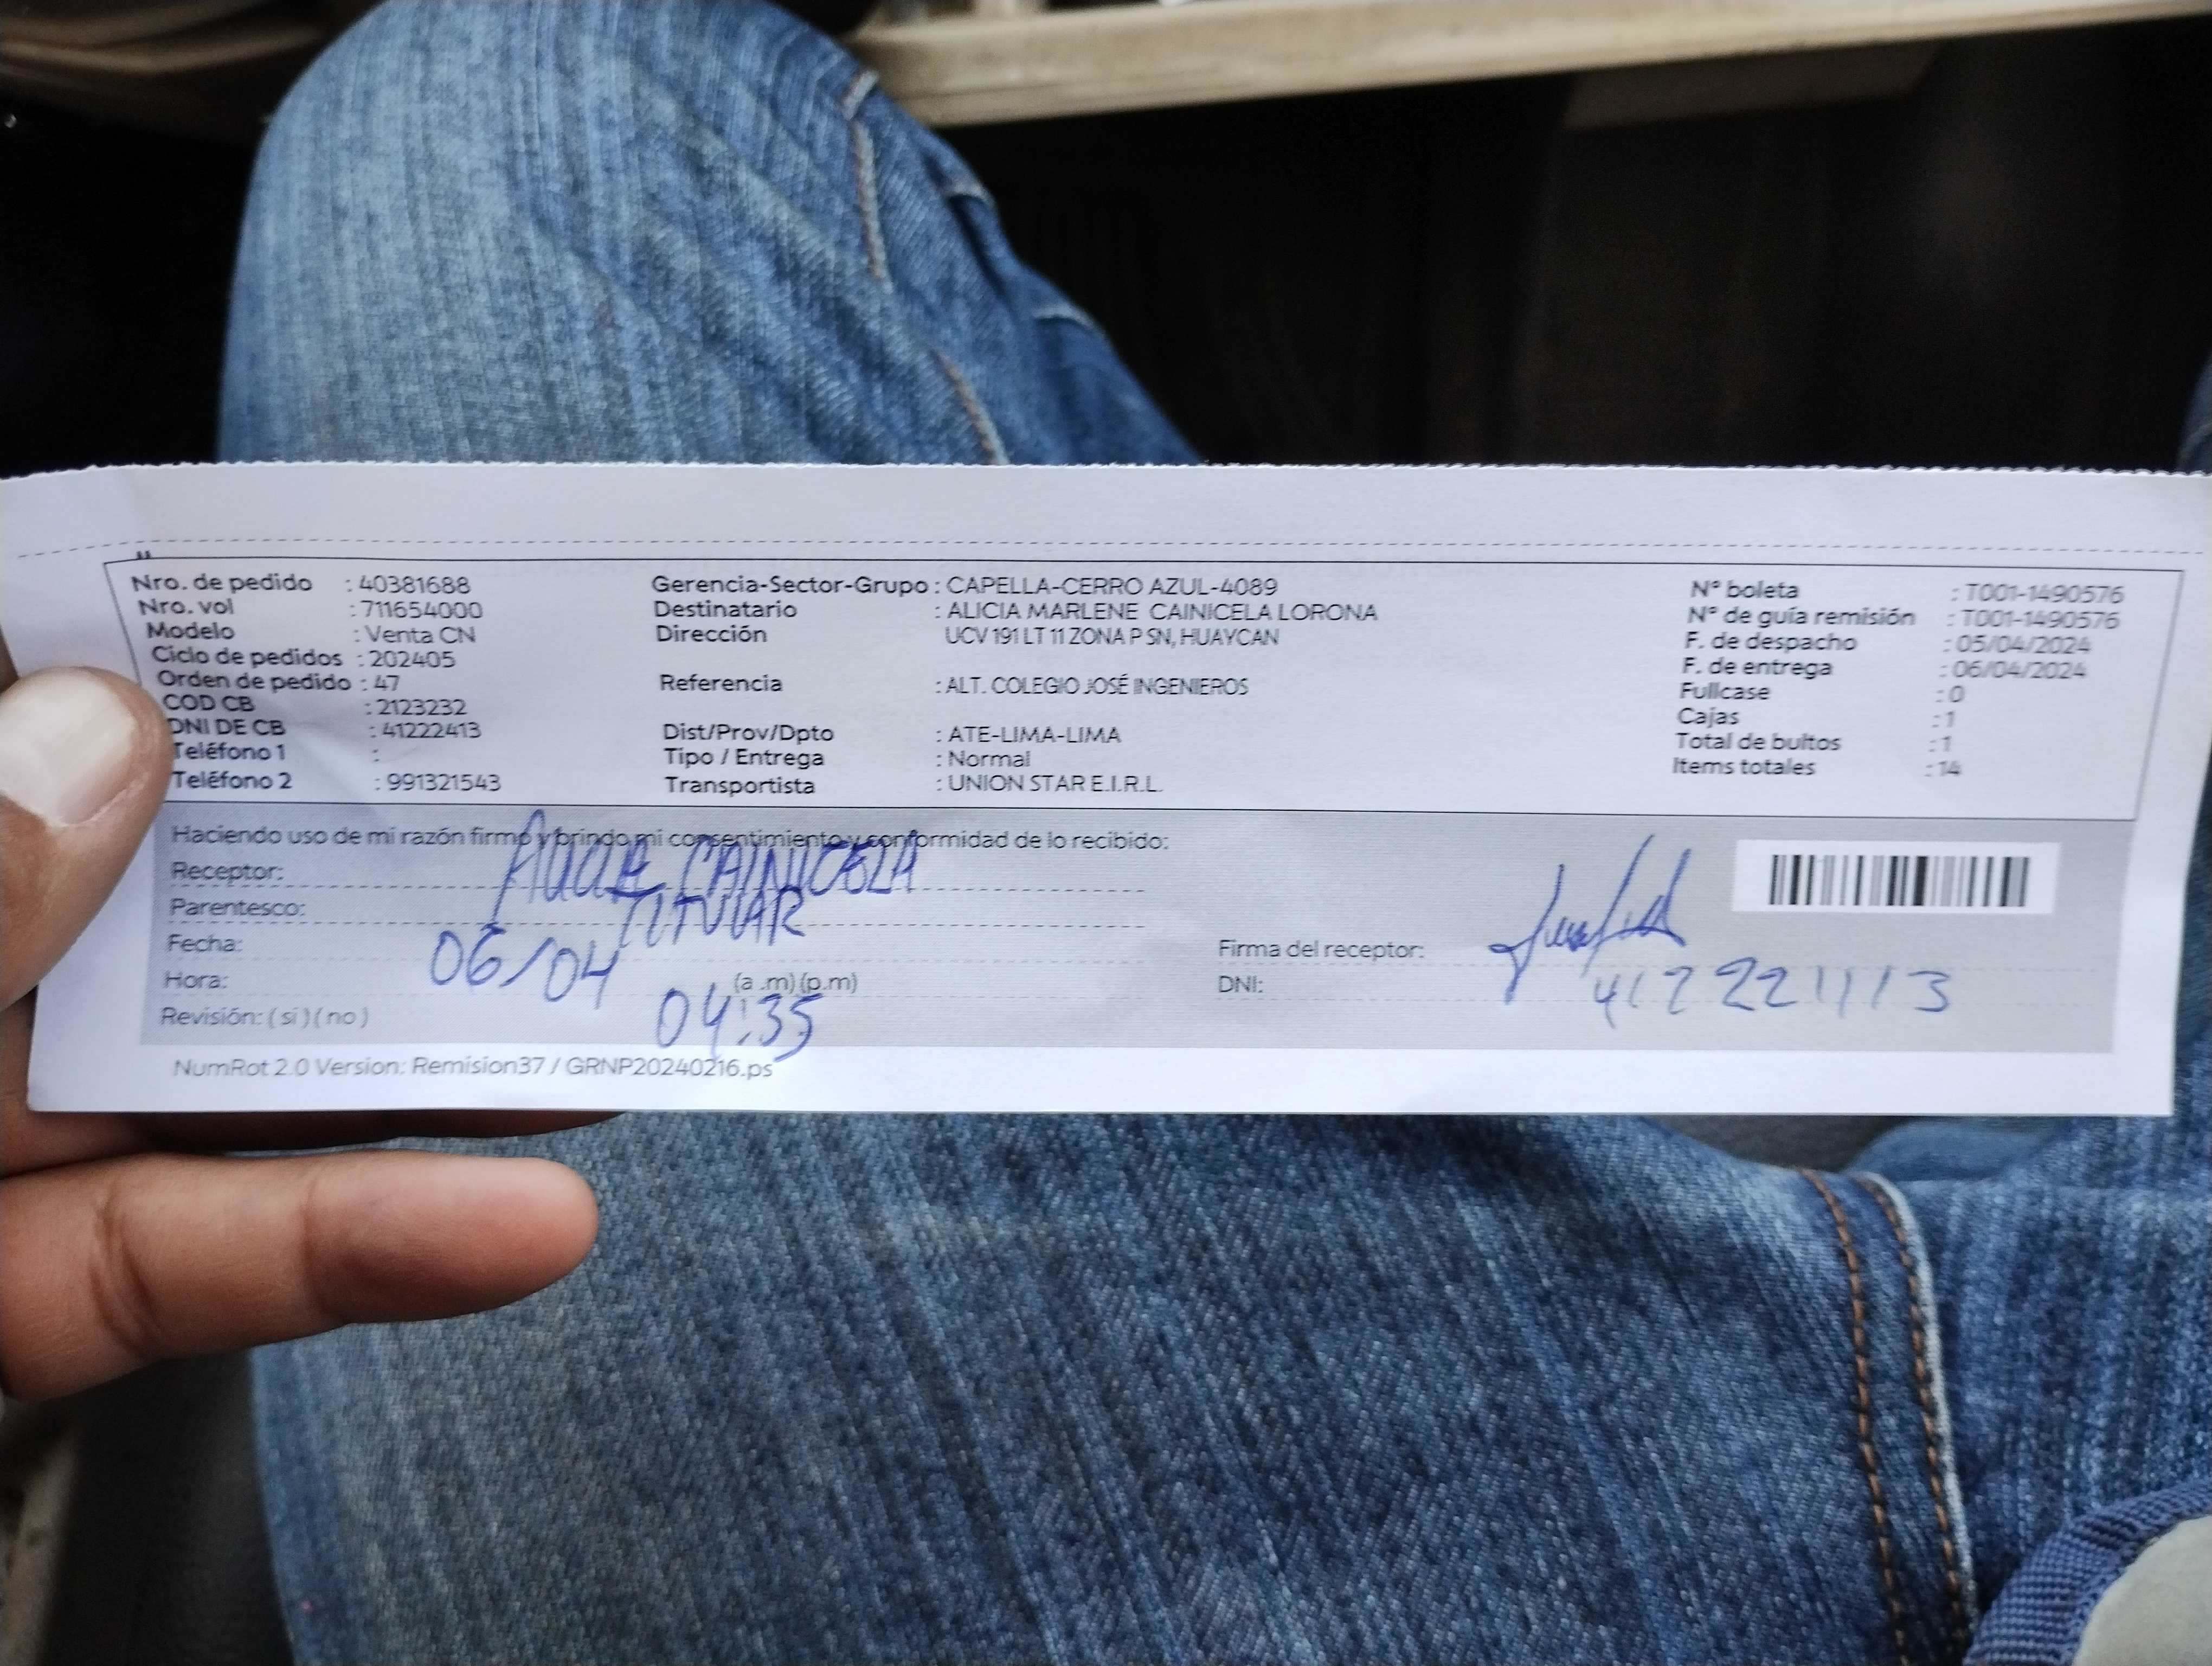 Nro. de pedido : 40381688
Nro. vol : 711654000
Modelo : Venta CN
Ciclo de pedidos : 202405
Orden de pedido : 47
COD CB : 2123232
DNI DE CB : 41222413
Teléfono 1 :
Teléfono 2 : 991321543
Gerencia-Sector-Grupo : CAPELLA-CERRO AZUL-4089
Destinatario : ALICIA MARLENE CAINICELA LORONA
Dirección UCV 191 LT 11 ZONA P SN, HUAYCAN
Referencia : ALT. COLEGIO JOSÉ INGENIEROS
Dist/Prov/Dpto : ATE-LIMA-LIMA
Tipo / Entrega : Normal
Transportista : UNION STAR E.I.R.L.
N° boleta : T001-1490576
N° de guía remisión : T001-1490576
F. de despacho : 05/04/2024
F. de entrega : 06/04/2024
Fullcase : 0
Cajas : 1
Total de bultos : 1
Items totales : 14
Haciendo uso de mi razón firmo y brindo mi consentimiento y conformidad de lo recibido:
Receptor: CAINICELA
Parentesco: TITULAR
Fecha: 06/04
Hora: (a .m) (p.m) 04:35
Revisión: ( si ) ( no )
Firma del receptor:
DNI:
NumRot 2.0 Version: Remision37 / GRNP20240216.ps